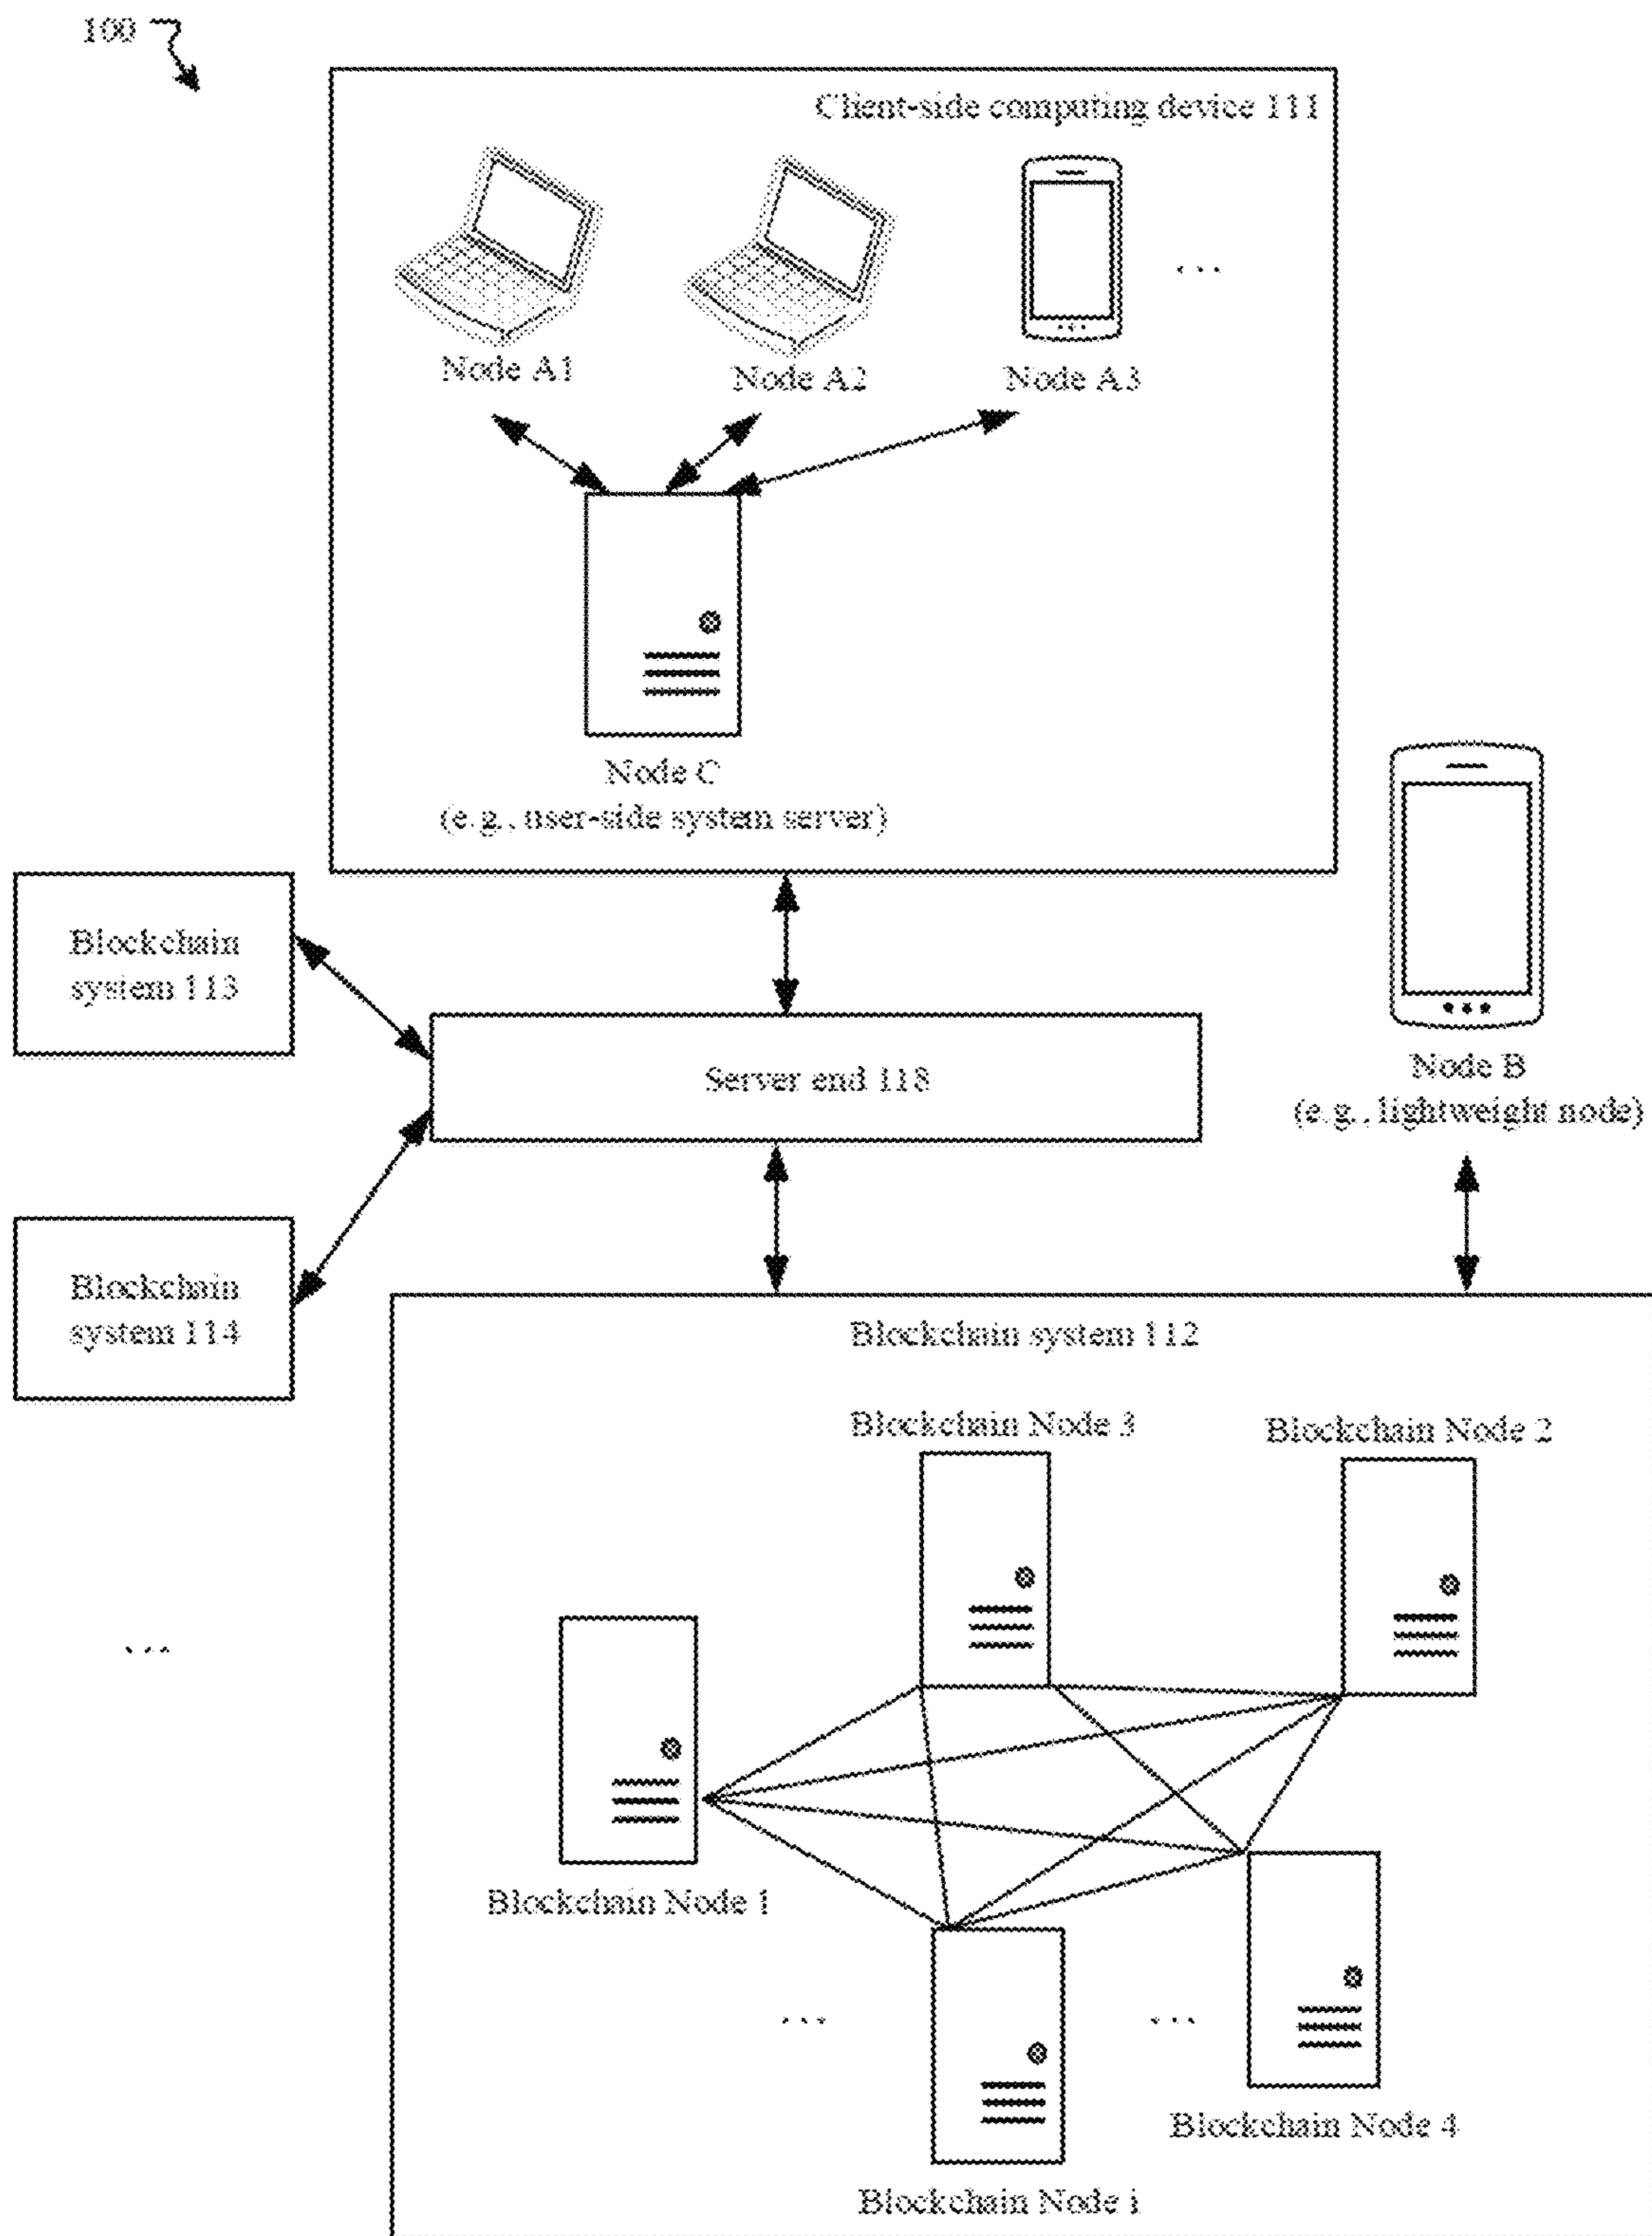 100
Client-side computing device 111
...
Node A1
Node A2
Node A3
Node C
(e.g., user-side system server)
Blockchain
system 113
Server end 118
Node B
(e.g., lightweight node)
Blockchain
system 114
Blockchain system 112
Blockchain Node 3
Blockchain Node 2
...
Blockchain Node 1
...
...
Blockchain Node 4
Blockchain Node i